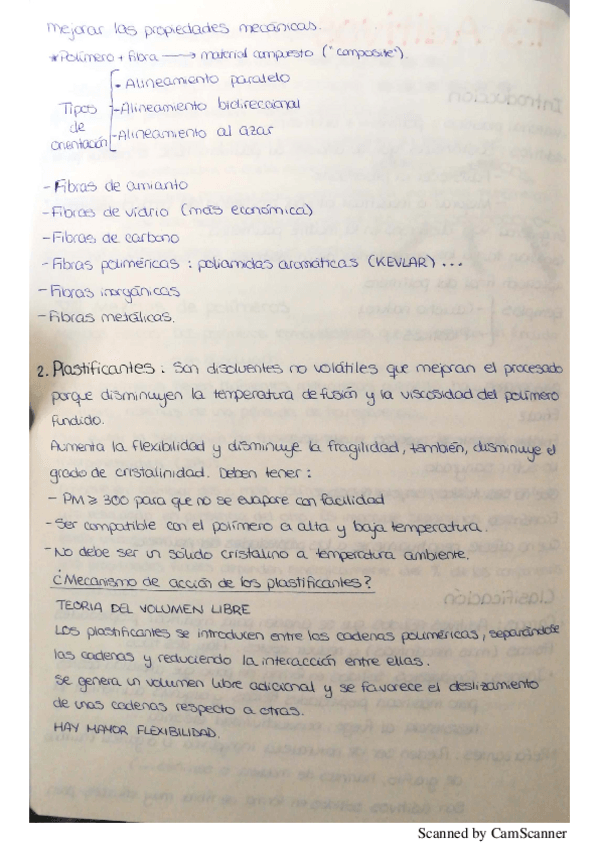 mejorar las propiedades mecánicas.
* Polímero + Fibra ⟶ material compuesto ("composite").
Tipos de orientación
- Alineamiento paralelo
- Alineamiento bidireccional
- Alineamiento al azar
- Fibras de amianto
- Fibras de vidrio (más económica)
- Fibras de carbono
- Fibras poliméricas : poliamidas aromáticas (KEVLAR) ...
- Fibras inorgánicas
- Fibras metálicas.
2. Plastificantes : Son disolventes no volátiles que mejoran el procesado
porque disminuyen la temperatura de fusión y la viscosidad del polímero
fundido.
Aumenta la flexibilidad y disminuye la fragilidad, también, disminuye el
grado de cristalinidad. Deben tener :
- PM ≥ 300 para que no se evapore con facilidad
- Ser compatible con el polímero a alta y baja temperatura.
- No debe ser un sólido cristalino a temperatura ambiente.
¿Mecanismo de acción de los plastificantes?
TEORIA DEL VOLUMEN LIBRE
Los plastificantes se introducen entre las cadenas poliméricas, separándose
las cadenas y reduciendo la interacción entre ellas.
Se genera un volumen libre adicional y se favorece el deslizamiento
de unas cadenas respecto a otras.
HAY MAYOR FLEXIBILIDAD.
Scanned by CamScanner